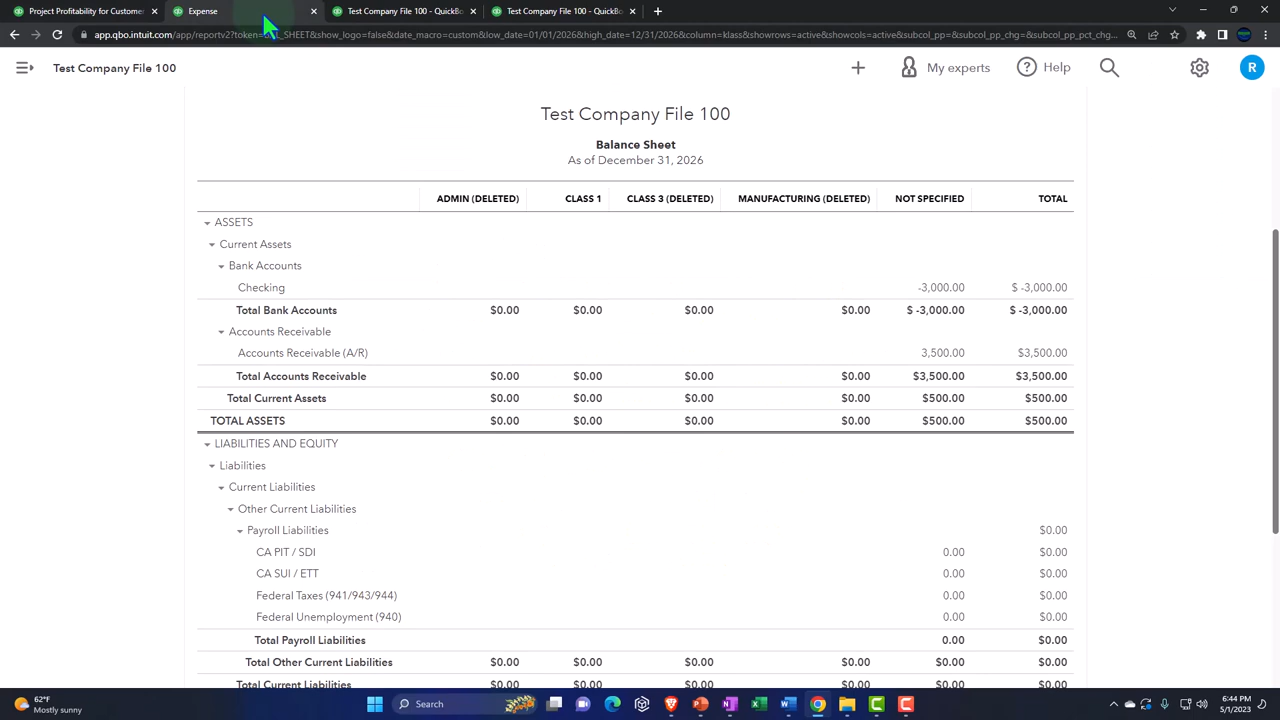 Project Profitability for Custome
Expense
Test Company File 100 - QuickBo
Test Company File 100 - QuickBo
app.qbo.intuit.com/app/reportv2?token=
_SHEET&show_logo=false&date_macro=custom&low_date=01/01/2026&high_date=12/31/2026&column=klass&showrows=active&showcols=active&subcol_pp=&subcol_pp_chg=&subcol_pp_pct_chg...
Test Company File 100
My experts
Help
R
Test Company File 100
Balance Sheet
As of December 31, 2026
ADMIN (DELETED) CLASS 1 CLASS 3 (DELETED) MANUFACTURING (DELETED) NOT SPECIFIED TOTAL
ASSETS
Current Assets
Bank Accounts
Checking -3,000.00 $ -3,000.00
Total Bank Accounts $0.00 $0.00 $0.00 $0.00 $ -3,000.00 $ -3,000.00
Accounts Receivable
Accounts Receivable (A/R) 3,500.00 $3,500.00
Total Accounts Receivable $0.00 $0.00 $0.00 $0.00 $3,500.00 $3,500.00
Total Current Assets $0.00 $0.00 $0.00 $0.00 $500.00 $500.00
TOTAL ASSETS $0.00 $0.00 $0.00 $0.00 $500.00 $500.00
LIABILITIES AND EQUITY
Liabilities
Current Liabilities
Other Current Liabilities
Payroll Liabilities $0.00
CA PIT / SDI 0.00 $0.00
CA SUI / ETT 0.00 $0.00
Federal Taxes (941/943/944) 0.00 $0.00
Federal Unemployment (940) 0.00 $0.00
Total Payroll Liabilities 0.00 $0.00
Total Other Current Liabilities $0.00 $0.00 $0.00 $0.00 $0.00 $0.00
Total Current Liabilities $0.00 $0.00 $0.00 $0.00 $0.00 $0.00
62°F
Mostly sunny
Search
6:44 PM
5/1/2023